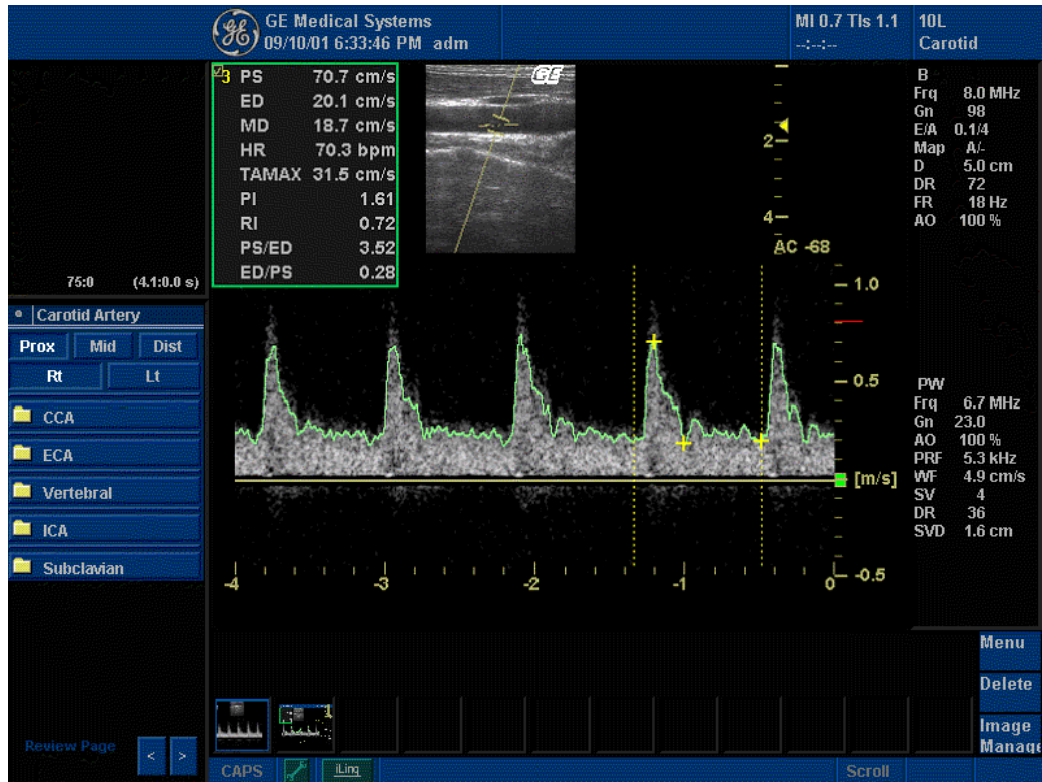 GE Medical Systems
09/10/01 6:33:46 PM adm
MI 0.7 TIs 1.1
--:--:--
10L
Carotid
3 PS 70.7 cm/s
ED 20.1 cm/s
MD 18.7 cm/s
HR 70.3 bpm
TAMAX 31.5 cm/s
PI 1.61
RI 0.72
PS/ED 3.52
ED/PS 0.28
GE
2
4
AC -68
B
Frq 8.0 MHz
Gn 98
E/A 0.1/4
Map A/-
D 5.0 cm
DR 72
FR 18 Hz
AO 100 %
75:0 (4.1:0.0 s)
Carotid Artery
Prox Mid Dist
Rt Lt
CCA
ECA
Vertebral
ICA
Subclavian
1.0
0.5
[m/s]
-0.5
-4 -3 -2 -1 0
PW
Frq 6.7 MHz
Gn 23.0
AO 100 %
PRF 5.3 kHz
WF 4.9 cm/s
SV 4
DR 36
SVD 1.6 cm
Menu
Delete
Image
Manage
Review Page < >
CAPS iLinq Scroll